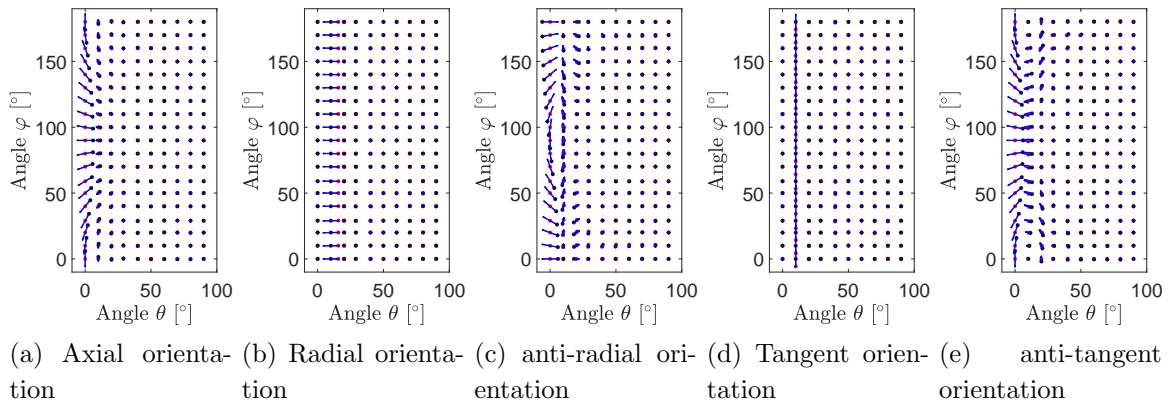 Angle φ [°]
150
100
50
0
0 50 100
Angle θ [°]
Angle φ [°]
150
100
50
0
0 50 100
Angle θ [°]
Angle φ [°]
150
100
50
0
0 50 100
Angle θ [°]
Angle φ [°]
150
100
50
0
0 50 100
Angle θ [°]
Angle φ [°]
150
100
50
0
0 50 100
Angle θ [°]
(a) Axial orienta-
tion
(b) Radial orienta-
tion
(c) anti-radial ori-
entation
(d) Tangent orien-
tation
(e) anti-tangent
orientation